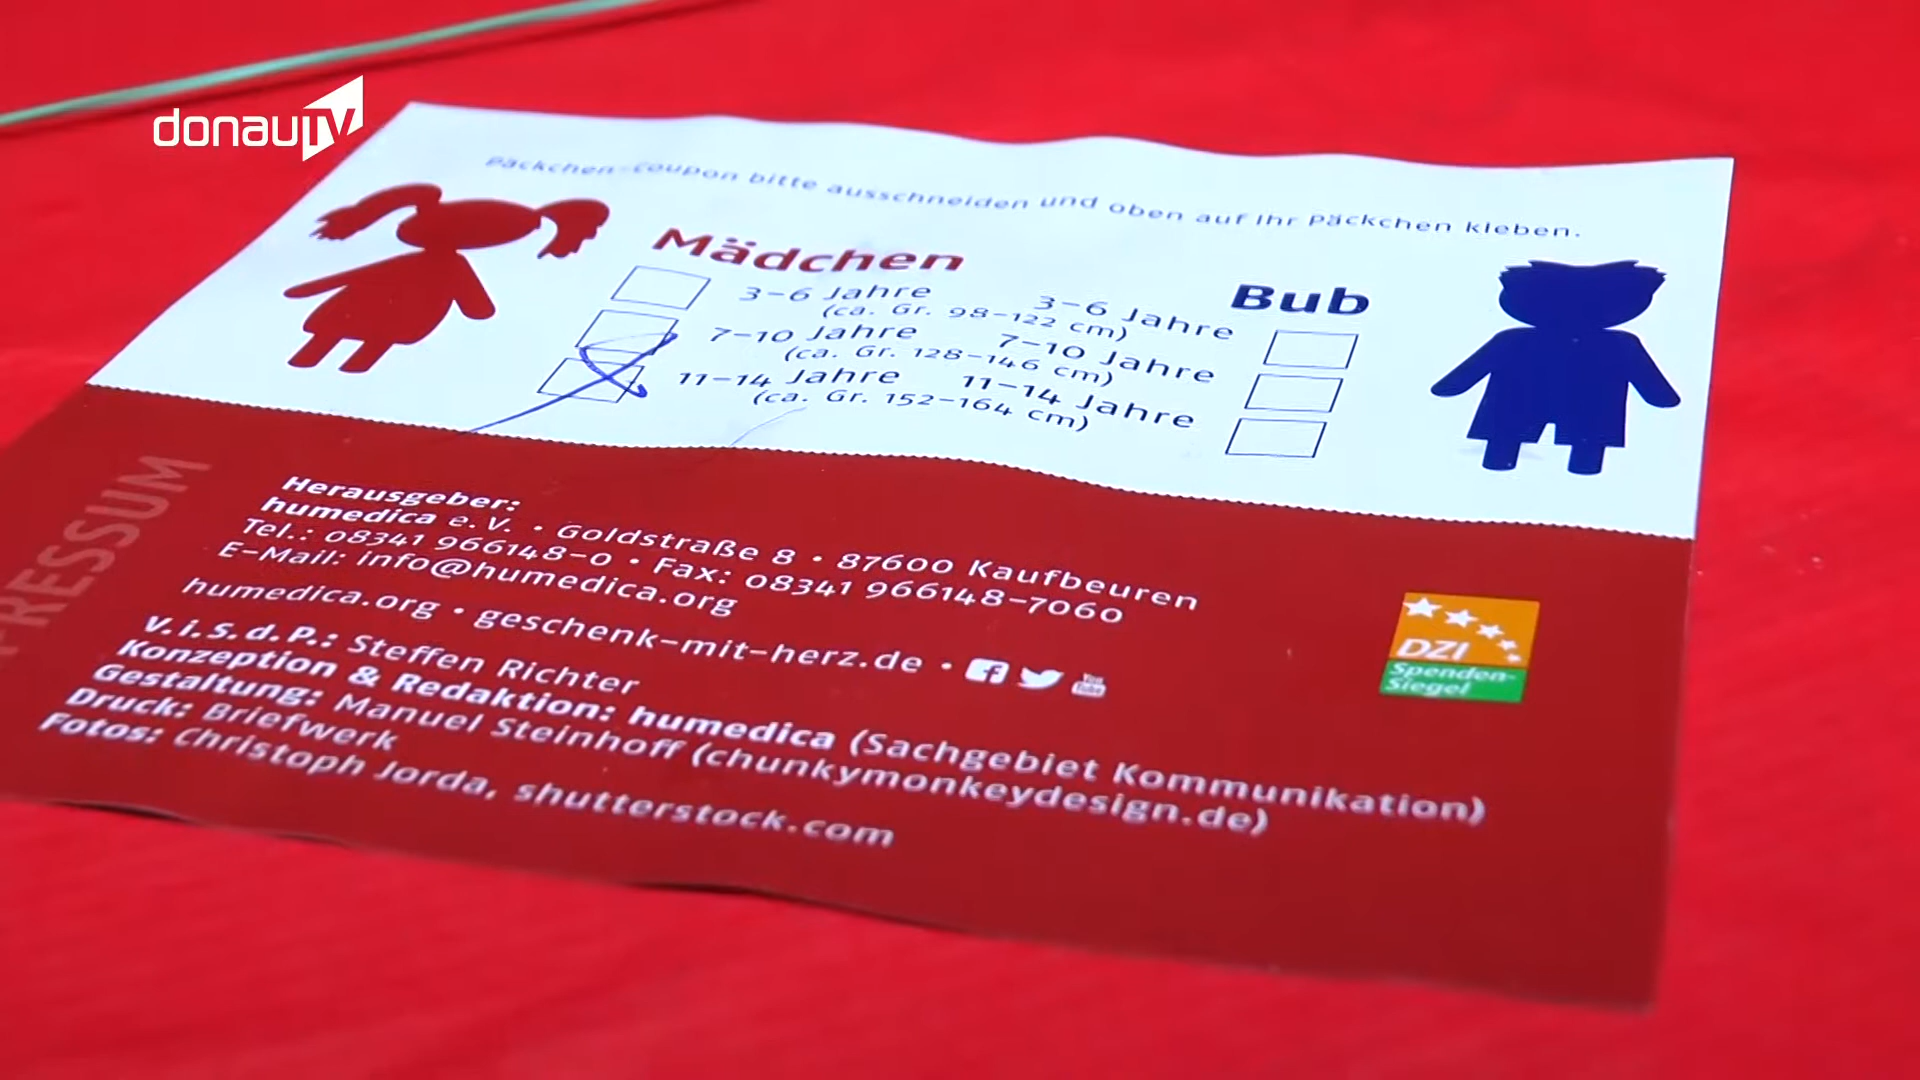 donau TV
Päckchen-Coupon bitte ausschneiden und oben auf Ihr Päckchen kleben.
Mädchen
Bub
3–6 Jahre
(ca. Gr. 98–122 cm)
3–6 Jahre
7–10 Jahre
(ca. Gr. 128–146 cm)
7–10 Jahre
11–14 Jahre
(ca. Gr. 152–164 cm)
11–14 Jahre
Herausgeber:
humedica e. V. • Goldstraße 8 • 87600 Kaufbeuren
Tel.: 08341 966148–0 • Fax: 08341 966148–7060
E–Mail: info@humedica.org
humedica.org • geschenk–mit–herz.de •
You
Tube
V. i. S. d. P.: Steffen Richter
Konzeption & Redaktion: humedica (Sachgebiet Kommunikation)
Gestaltung: Manuel Steinhoff (chunkymonkeydesign.de)
Druck: Briefwerk
Fotos: Christoph Jorda, shutterstock.com
DZI
Spenden-
Siegel